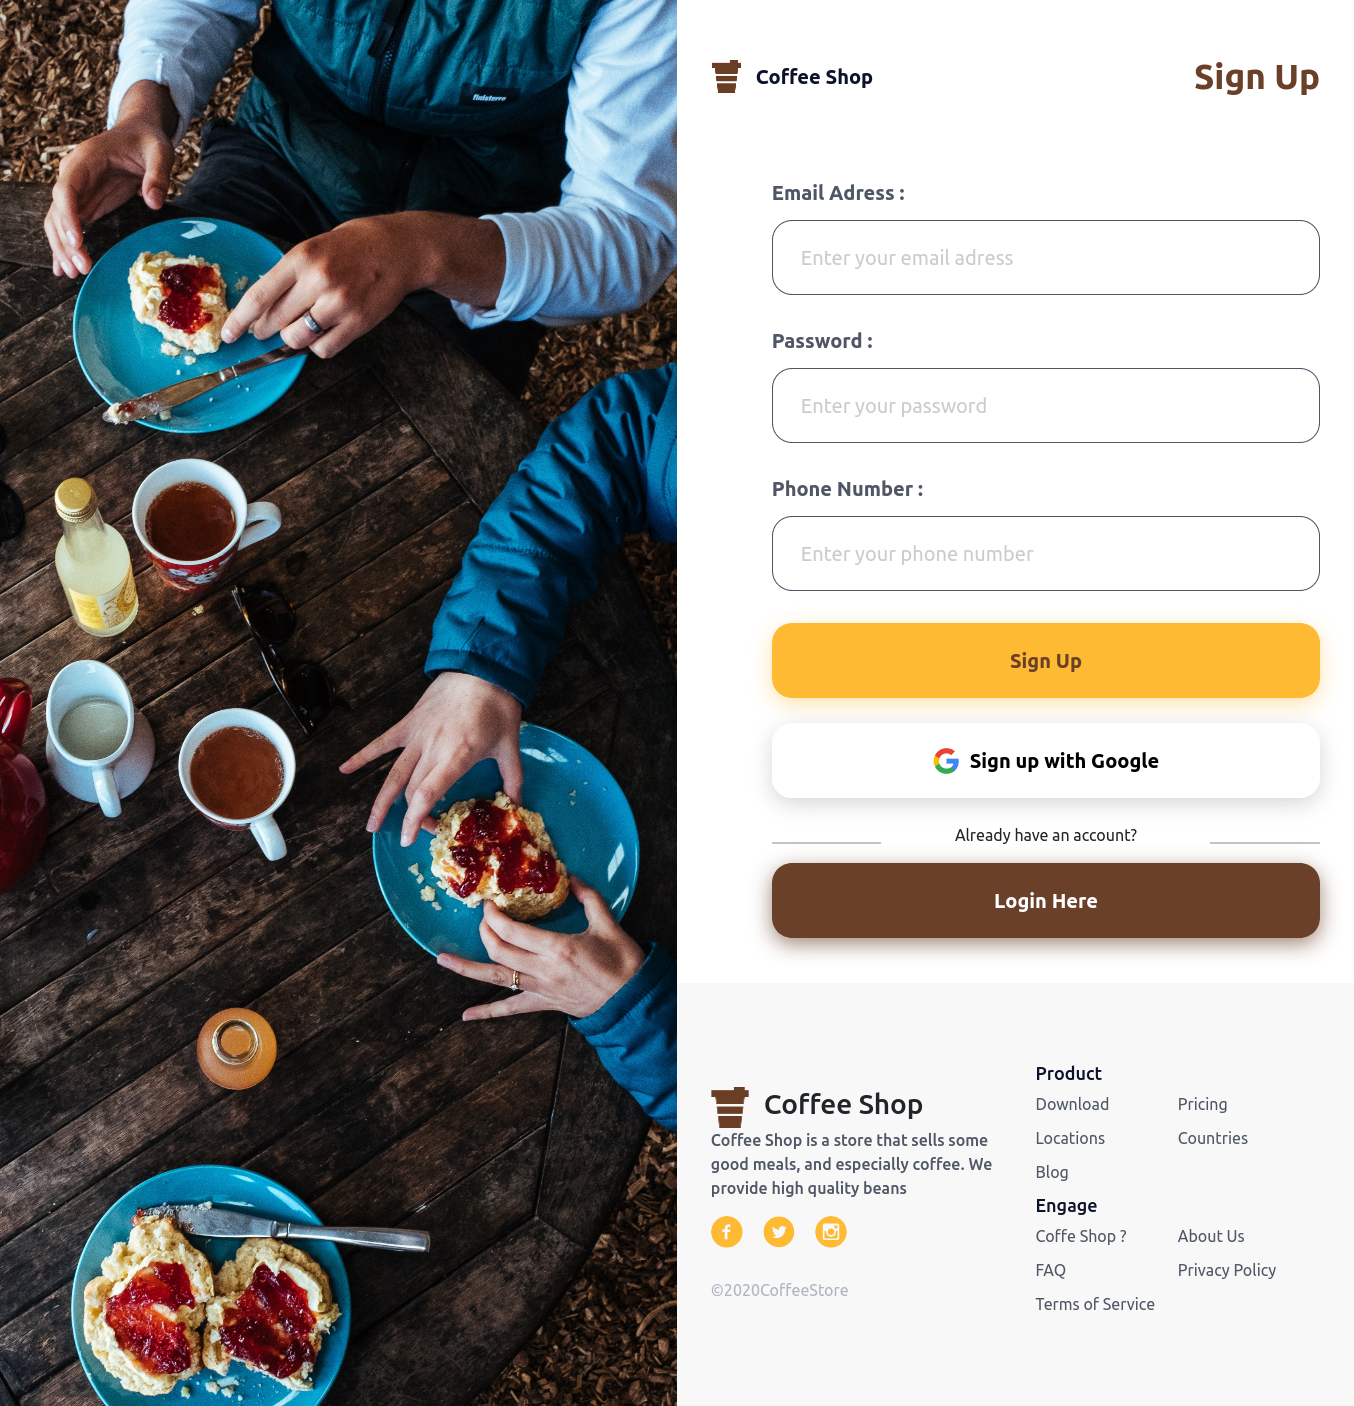 finisterre
Coffee Shop
Sign Up
Email Adress :
Enter your email adress
Password :
Enter your password
Phone Number :
Enter your phone number
Sign Up
Sign up with Google
Already have an account?
Login Here
Coffee Shop
Coffee Shop is a store that sells some
good meals, and especially coffee. We
provide high quality beans
©2020CoffeeStore
Product
Download Pricing
Locations Countries
Blog
Engage
Coffe Shop ? About Us
FAQ Privacy Policy
Terms of Service